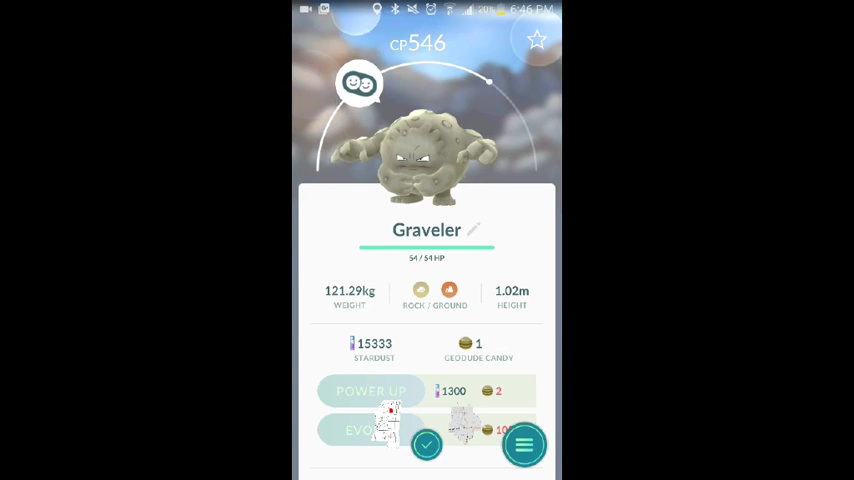 20% 6:46 PM
CP546
Graveler
54 / 54 HP
121.29kg
WEIGHT
ROCK / GROUND
1.02m
HEIGHT
15333
STARDUST
1
GEODUDE CANDY
POWER UP 1300 2